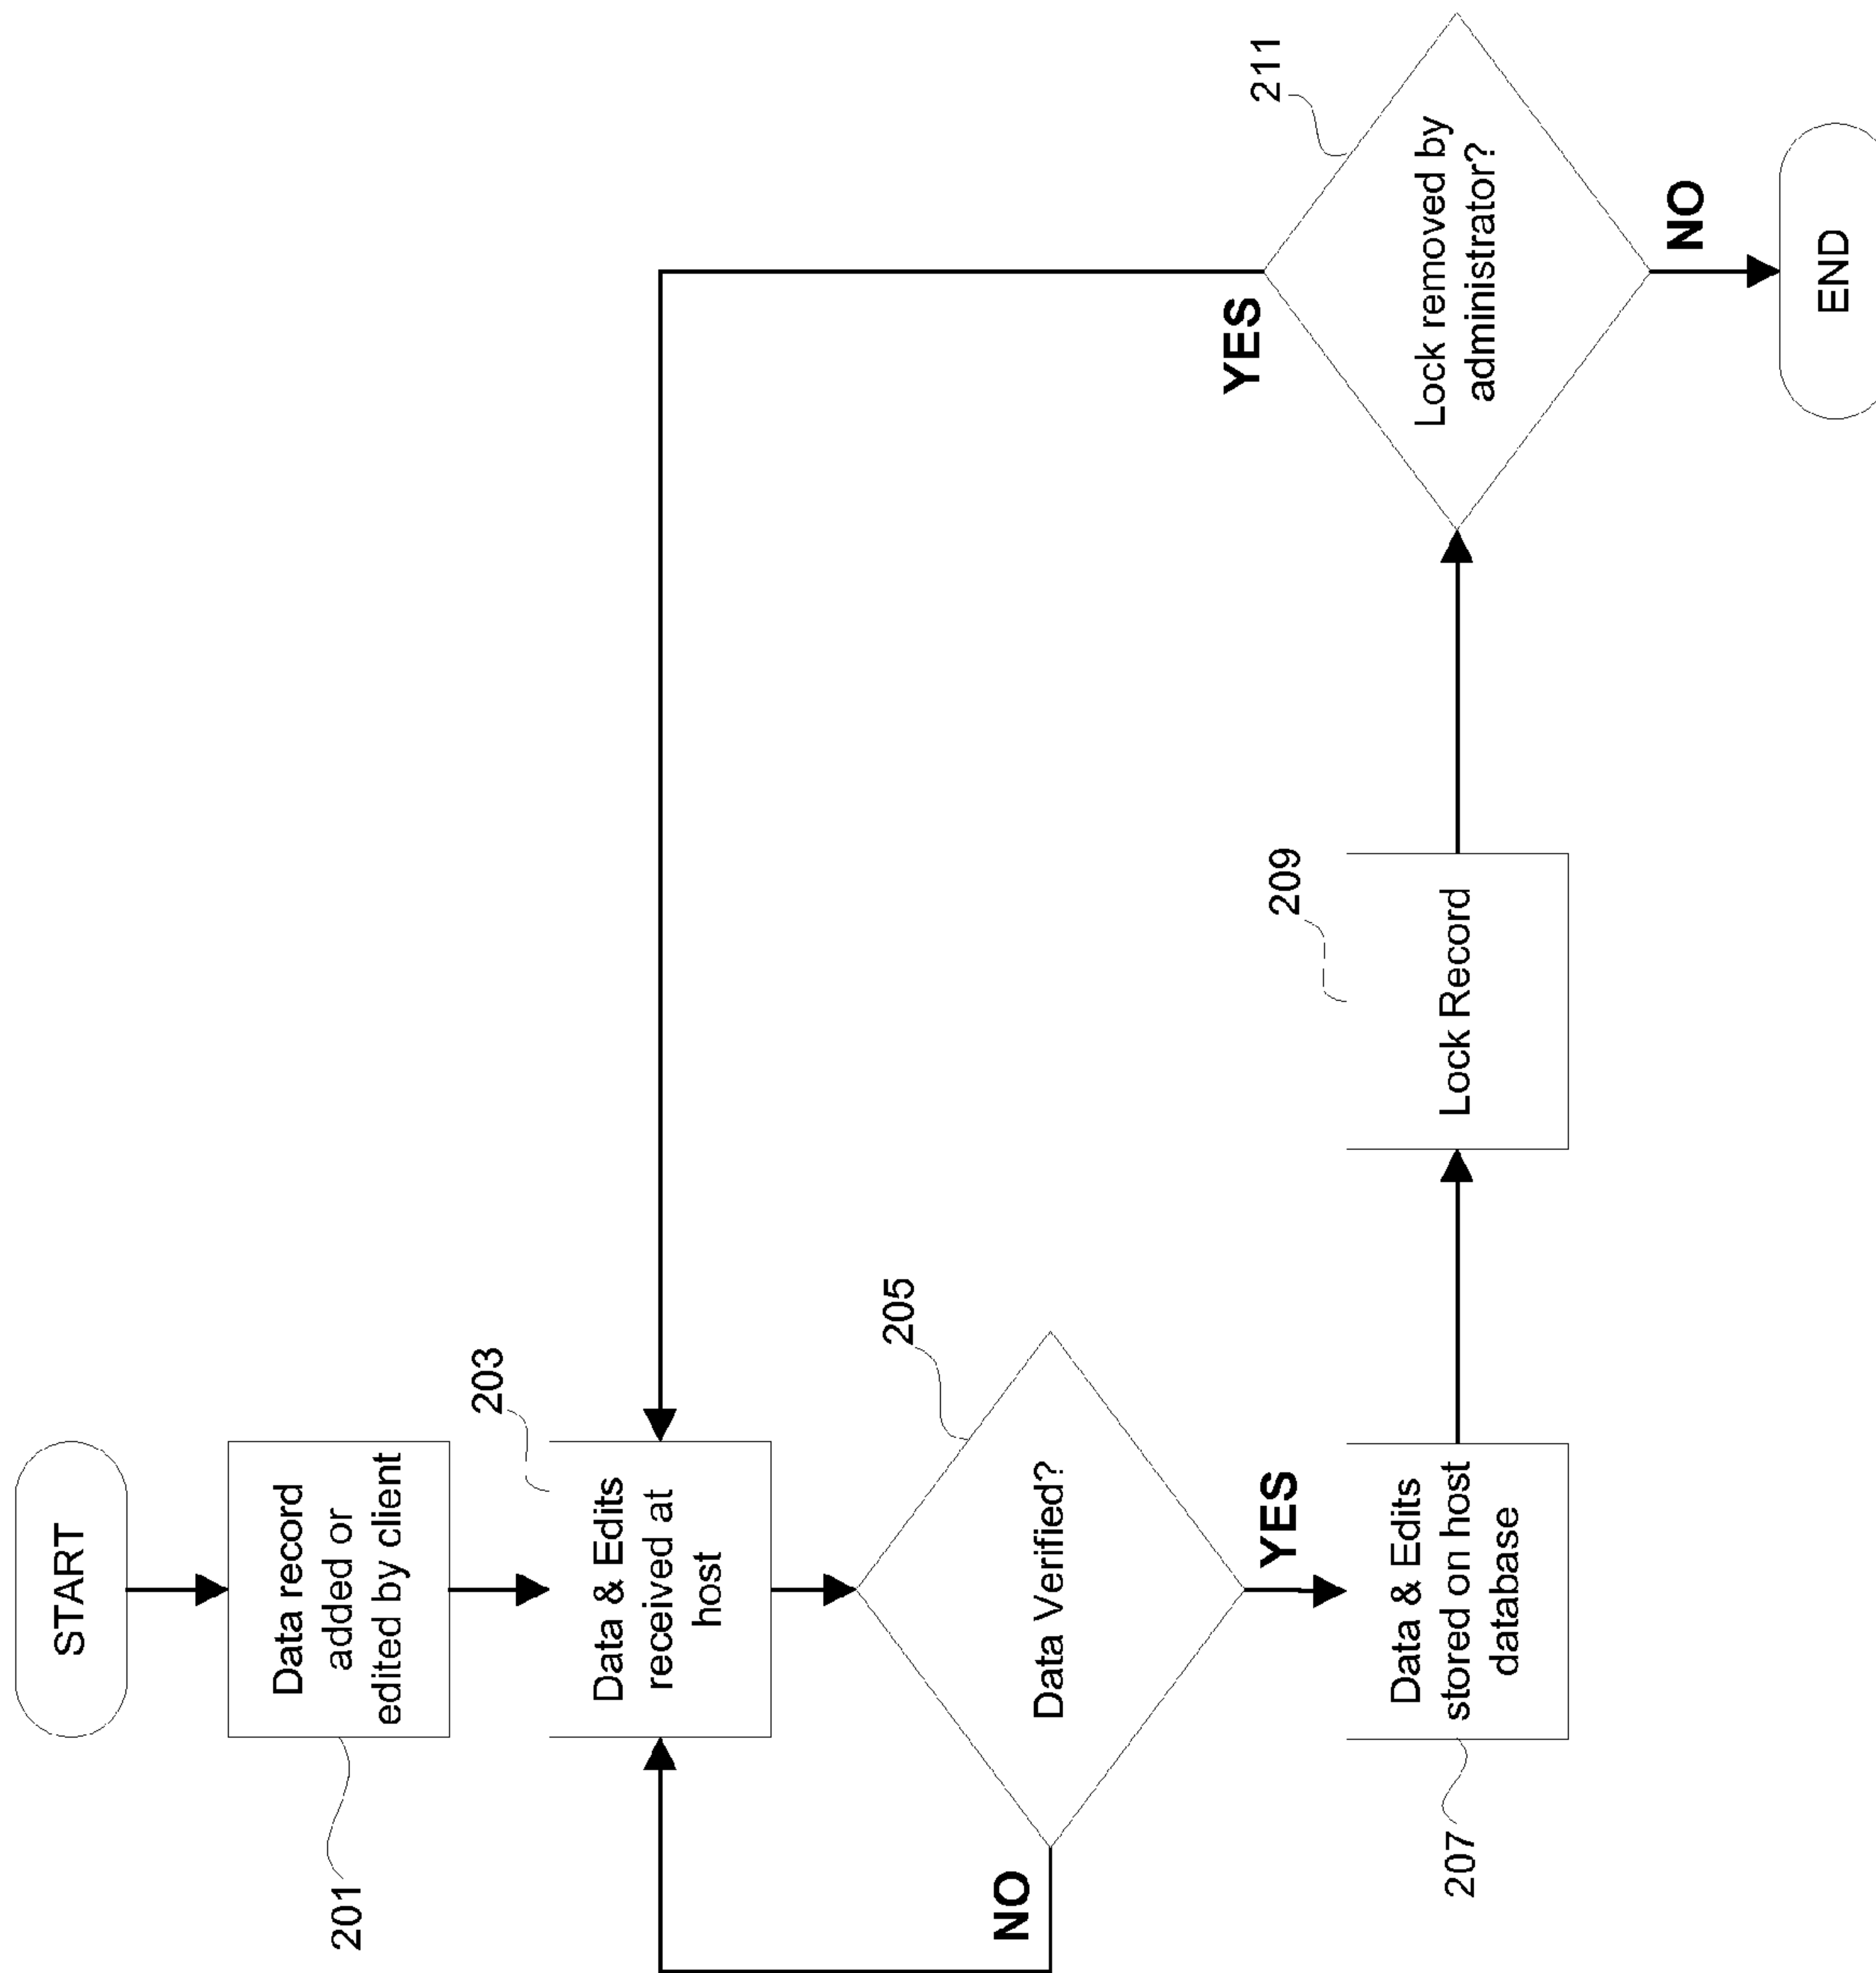 START
201
Data record
added or
edited by client
203
Data & Edits
received at
host
205
Data Verified?
NO
YES
207
Data & Edits
stored on host
database
209
Lock Record
211
Lock removed by
administrator?
YES
NO
END